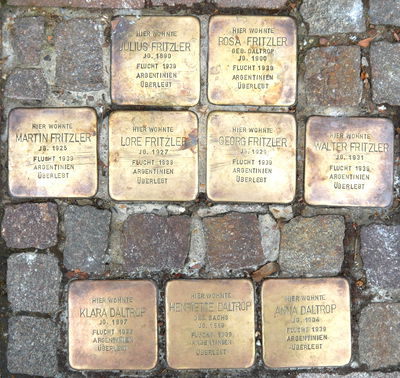 HIER WOHNTE
JULIUS FRITZLER
JG. 1890
FLUCHT 1939
ARGENTINIEN
ÜBERLEBT
HIER WOHNTE
ROSA FRITZLER
GEB. DALTROP
JG. 1900
FLUCHT 1939
ARGENTINIEN
ÜBERLEBT
HIER WOHNTE
MARTIN FRITZLER
JG. 1925
FLUCHT 1939
ARGENTINIEN
ÜBERLEBT
HIER WOHNTE
LORE FRITZLER
JG. 1927
FLUCHT 1939
ARGENTINIEN
ÜBERLEBT
HIER WOHNTE
GEORG FRITZLER
JG.
FLUCHT 1939
ARGENTINIEN
ÜBERLEBT
HIER WOHNTE
WALTER FRITZLER
JG. 1931
FLUCHT 1939
ARGENTINIEN
ÜBERLEBT
HIER WOHNTE
KLARA DALTROP
JG. 1897
FLUCHT
ARGENTINIEN
ÜBERLEBT
HIER WOHNTE
HENRIETTE DALTROP
GEB. SACHS
JG.
FLUCHT 1939
ARGENTINIEN
ÜBERLEBT
HIER WOHNTE
ANNA DALTROP
JG. 1904
FLUCHT 1939
ARGENTINIEN
ÜBERLEBT